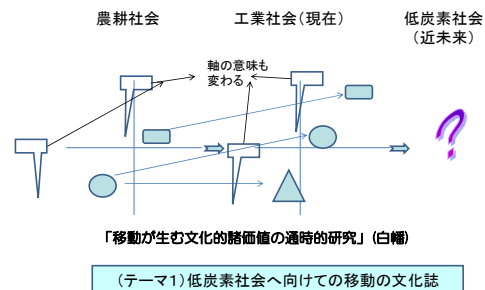 農耕社会
工業社会(現在)
低炭素社会
(近未来)
軸の意味も
変わる
?
「移動が生む文化的諸価値の通時的研究」(白幡)
(テーマ1)低炭素社会へ向けての移動の文化誌